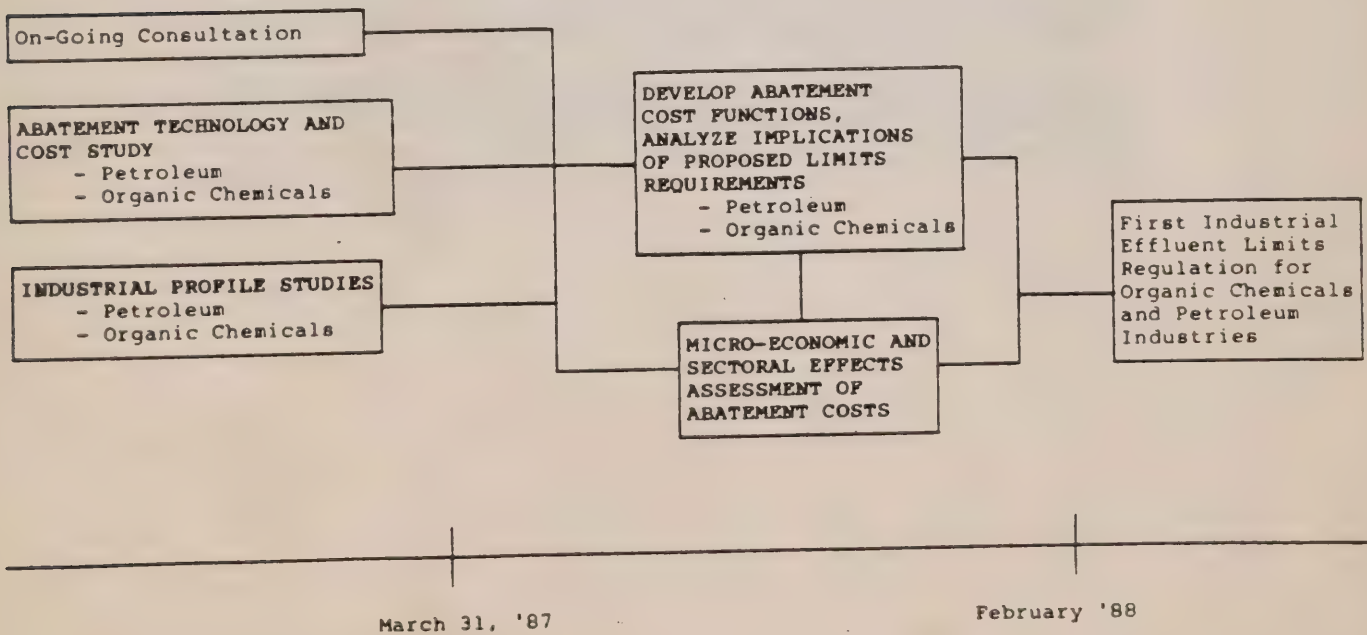 On-Going Consultation
ABATEMENT TECHNOLOGY AND
COST STUDY
- Petroleum
- Organic Chemicals
INDUSTRIAL PROFILE STUDIES
- Petroleum
- Organic Chemicals
DEVELOP ABATEMENT
COST FUNCTIONS,
ANALYZE IMPLICATIONS
OF PROPOSED LIMITS
REQUIREMENTS
- Petroleum
- Organic Chemicals
MICRO-ECONOMIC AND
SECTORAL EFFECTS
ASSESSMENT OF
ABATEMENT COSTS
First Industrial
Effluent Limits
Regulation for
Organic Chemicals
and Petroleum
Industries
March 31, '87
February '88